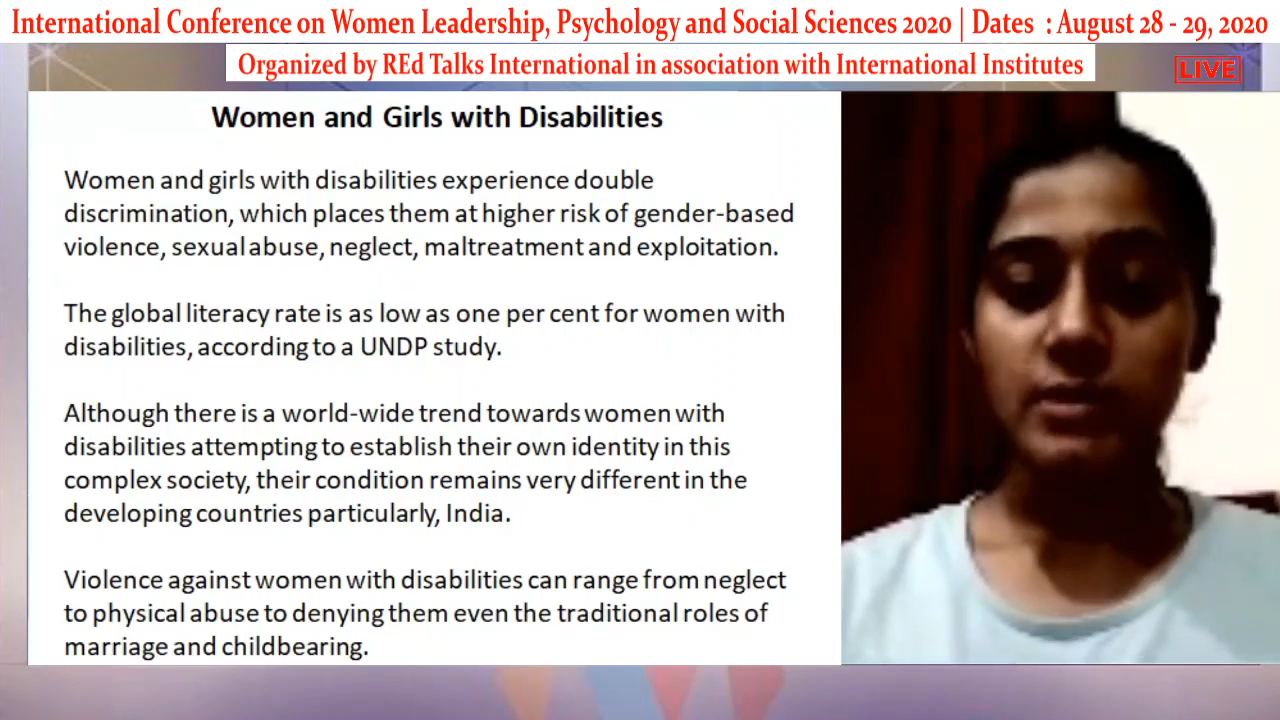 International Conference on Women Leadership, Psychology and Social Sciences 2020 | Dates : August 28 - 29, 2020
Organized by REd Talks International in association with International Institutes
LIVE
Women and Girls with Disabilities
Women and girls with disabilities experience double
discrimination, which places them at higher risk of gender-based
violence, sexual abuse, neglect, maltreatment and exploitation.
The global literacy rate is as low as one per cent for women with
disabilities, according to a UNDP study.
Although there is a world-wide trend towards women with
disabilities attempting to establish their own identity in this
complex society, their condition remains very different in the
developing countries particularly, India.
Violence against women with disabilities can range from neglect
to physical abuse to denying them even the traditional roles of
marriage and childbearing.